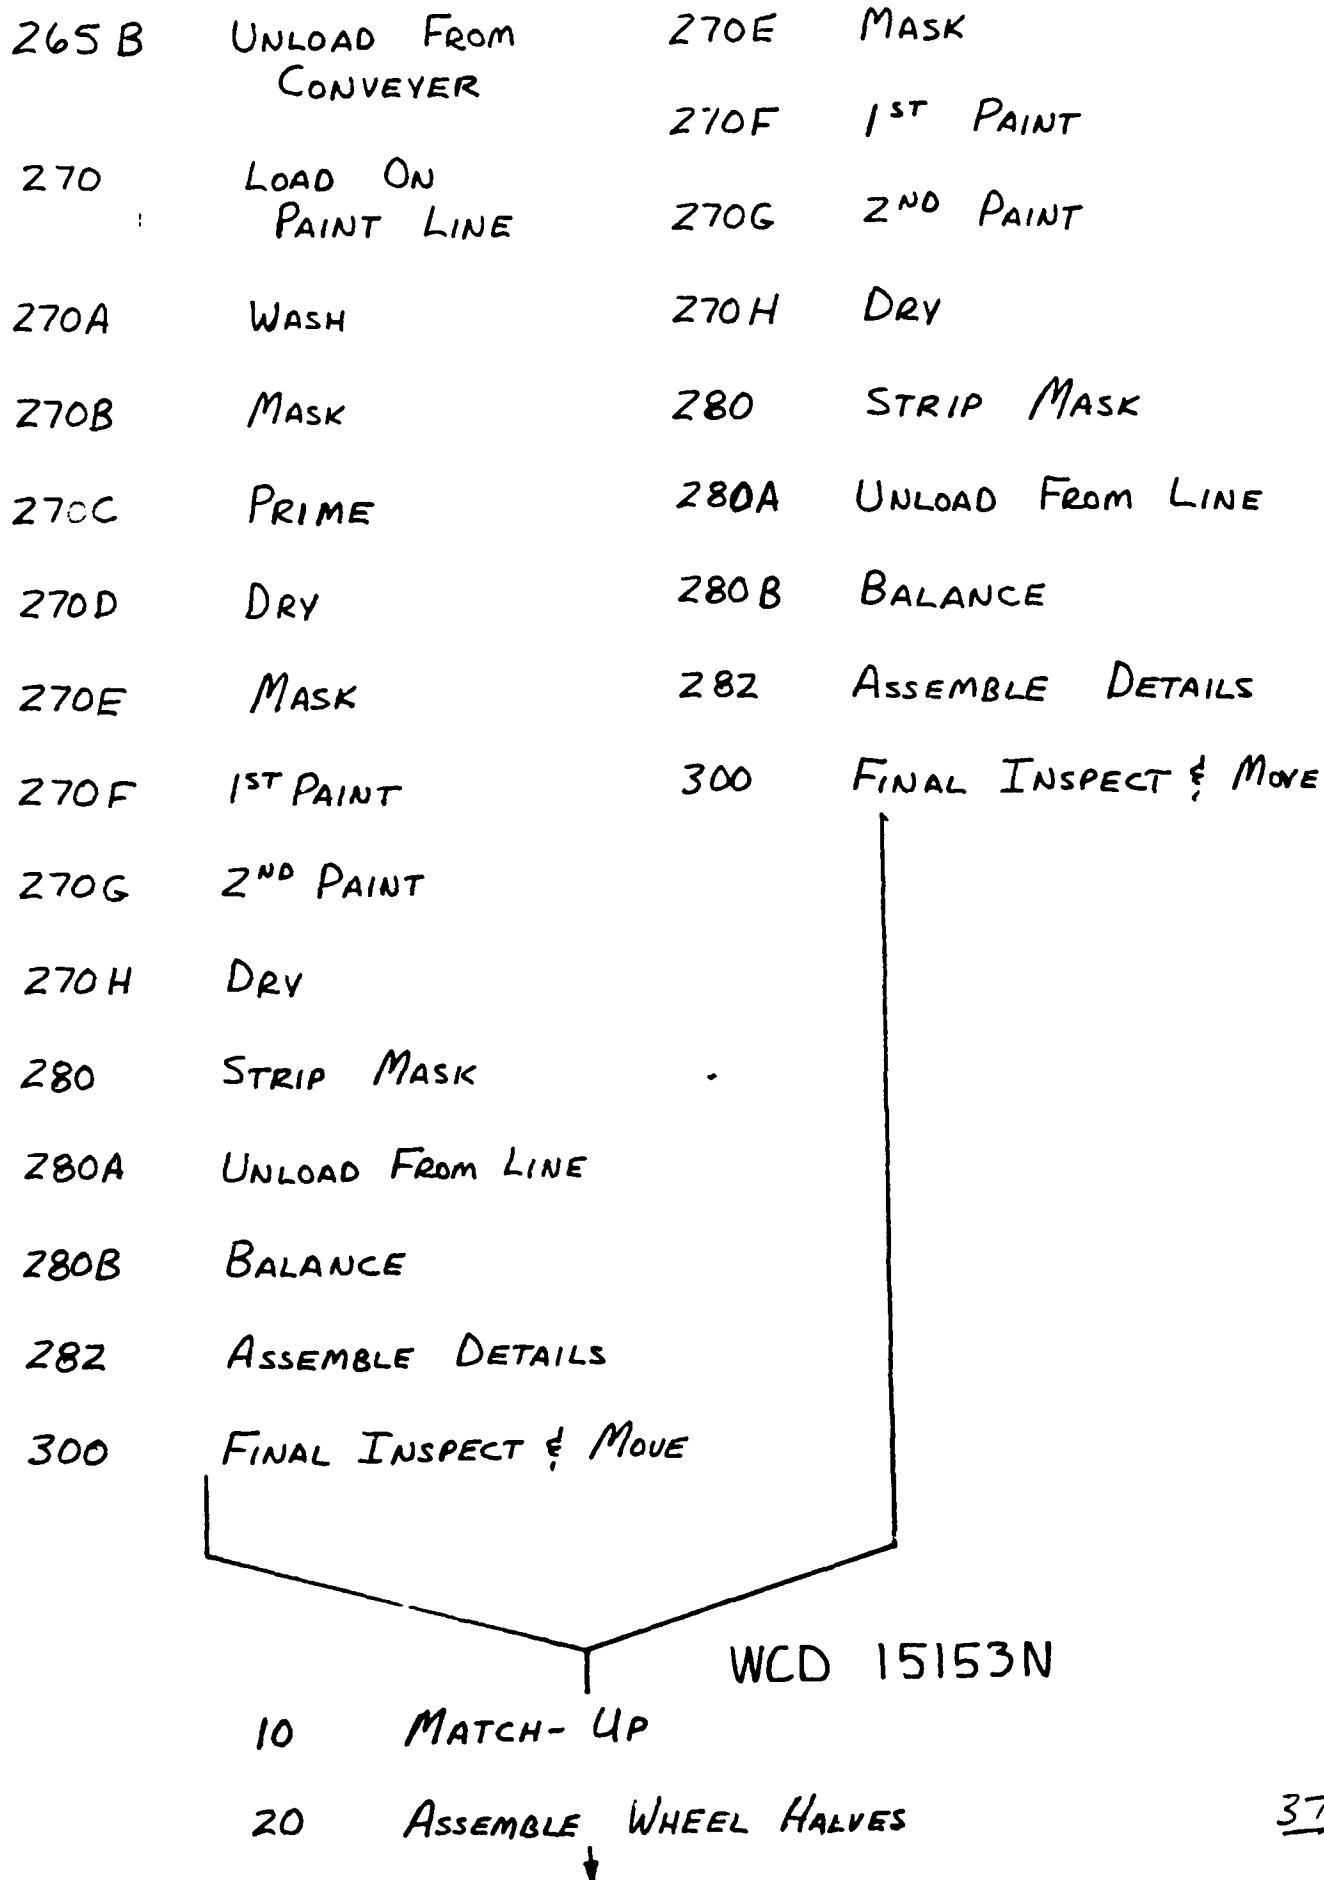 265B UNLOAD FROM
CONVEYER
270 LOAD ON
PAINT LINE
270A WASH
270B MASK
270C PRIME
270D DRY
270E MASK
270F 1ST PAINT
270G 2ND PAINT
270H DRY
280 STRIP MASK
280A UNLOAD FROM LINE
280B BALANCE
282 ASSEMBLE DETAILS
300 FINAL INSPECT & MOVE
270E MASK
270F 1ST PAINT
270G 2ND PAINT
270H DRY
280 STRIP MASK
280A UNLOAD FROM LINE
280B BALANCE
282 ASSEMBLE DETAILS
300 FINAL INSPECT & MOVE
WCD 15153N
10 MATCH-UP
20 ASSEMBLE WHEEL HALVES
37